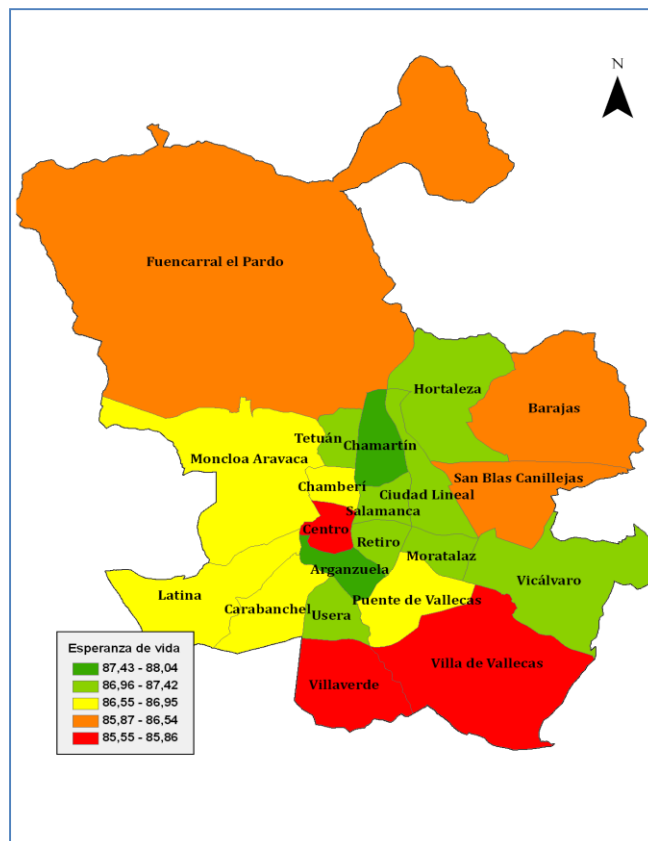 N
Fuencarral el Pardo
Hortaleza
Barajas
Tetuán
Chamartín
Moncloa Aravaca
San Blas Canillejas
Chamberí
Ciudad Lineal
Salamanca
Centro
Retiro
Moratalaz
Arganzuela
Vicálvaro
Latina
Puente de Vallecas
Carabanchel
Usera
Villa de Vallecas
Villaverde
Esperanza de vida
87,43 - 88,04
86,96 - 87,42
86,55 - 86,95
85,87 - 86,54
85,55 - 85,86